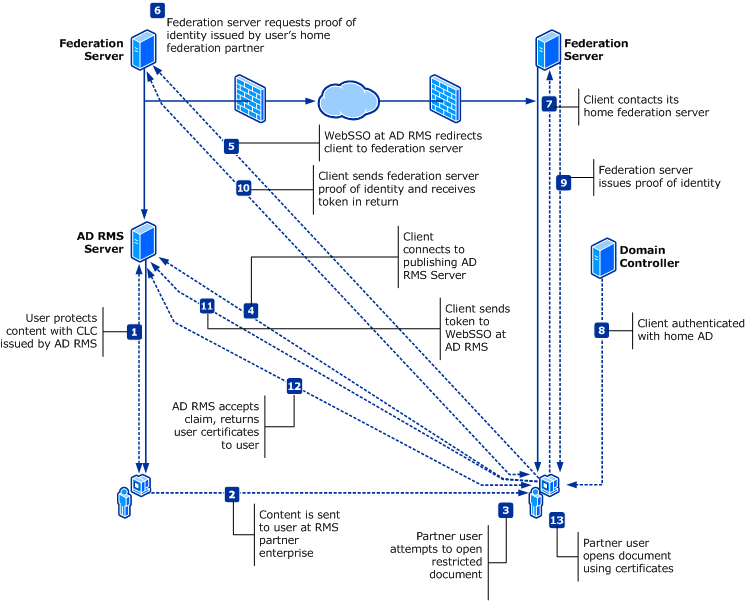 6
Federation server requests proof of
identity issued by user's home
federation partner
Federation
Server
Federation
Server
7
Client contacts its
home federation server
5
WebSSO at AD RMS redirects
client to federation server
10
Client sends federation server
proof of identity and receives
token in return
9
Federation server
issues proof of identity
AD RMS
Server
Client
connects to
publishing AD
RMS Server
4
Domain
Controller
11
Client sends
token to
WebSSO at
AD RMS
User protects
content with CLC
issued by AD RMS
1
8
Client authenticated
with home AD
12
AD RMS accepts
claim, returns
user certificates
to user
2
Content is sent
to user at RMS
partner
enterprise
3
Partner user
attempts to open
restricted
document
13
Partner user
opens document
using certificates